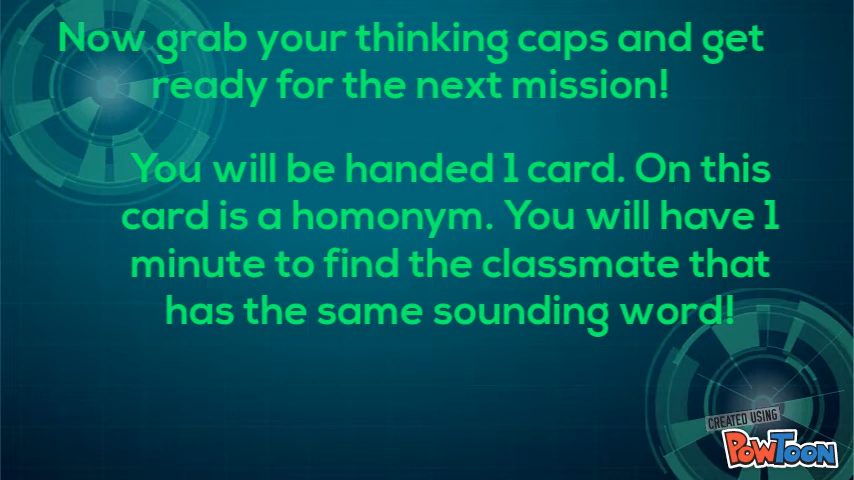 Now grab your thinking caps and get
ready for the next mission!
You will be handed 1 card. On this
card is a homonym. You will have 1
minute to find the classmate that
has the same sounding word!
CREATED USING
PowToon